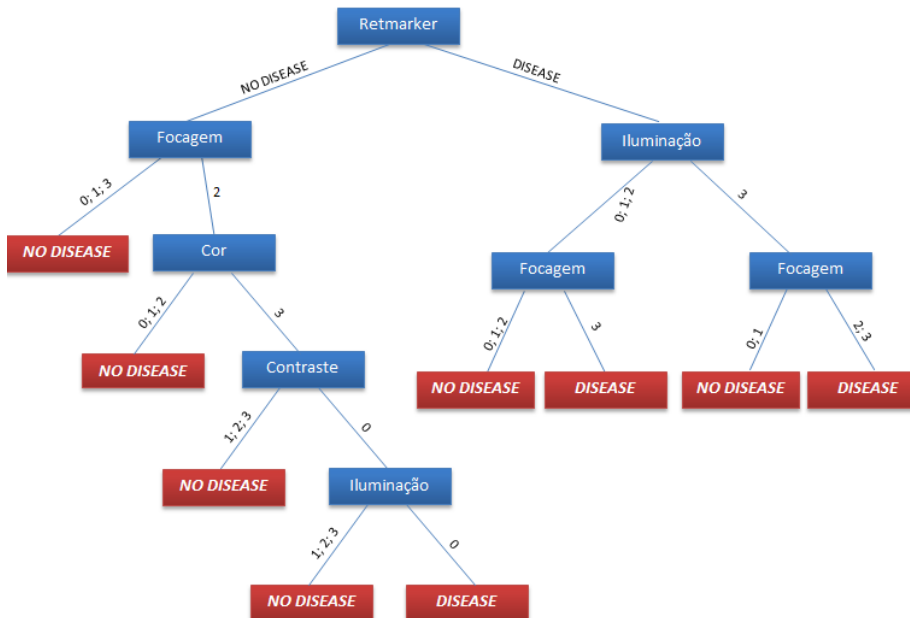 Retmarker
NO DISEASE
DISEASE
Focagem
Iluminação
0; 1; 3
2
0; 1; 2
3
NO DISEASE
Cor
Focagem
Focagem
0; 1; 2
3
0; 1; 2
3
0; 1
2; 3
NO DISEASE
Contraste
NO DISEASE
DISEASE
NO DISEASE
DISEASE
1; 2; 3
0
NO DISEASE
Iluminação
1; 2; 3
0
NO DISEASE
DISEASE